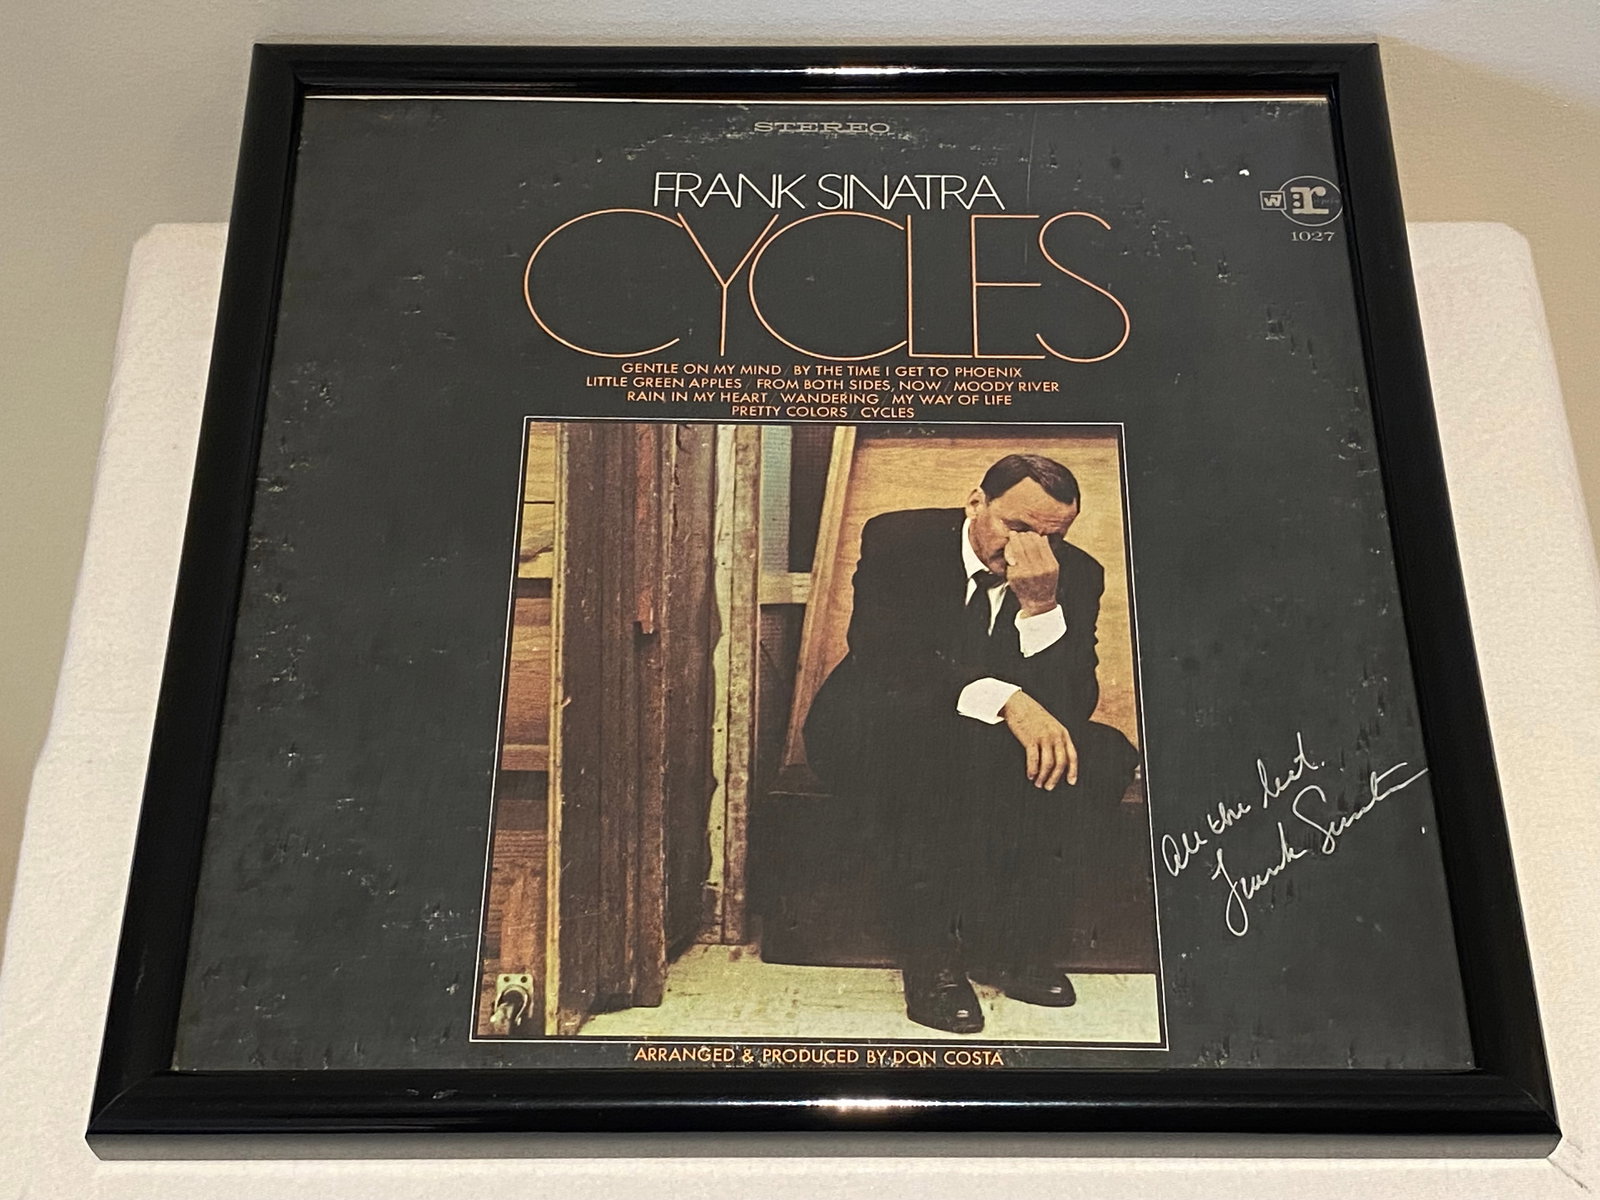 STEREO
FRANK SINATRA
CYCLES
W r
1027
GENTLE ON MY MIND / BY THE TIME I GET TO PHOENIX
LITTLE GREEN APPLES / FROM BOTH SIDES, NOW / MOODY RIVER
RAIN IN MY HEART / WANDERING / MY WAY OF LIFE
PRETTY COLORS / CYCLES
All the best.
Frank Sinatra
ARRANGED & PRODUCED BY DON COSTA